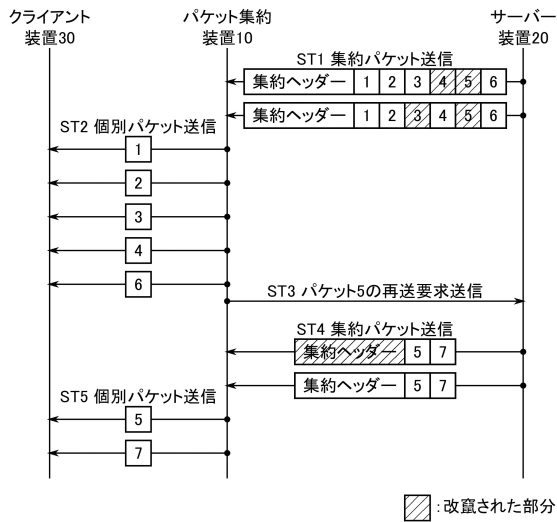 クライアント
装置30
パケット集約
装置10
サーバー
装置20
ST1 集約パケット送信
集約ヘッダー 1 2 3 4 5 6
集約ヘッダー 1 2 3 4 5 6
ST2 個別パケット送信
1
2
3
4
6
ST3 パケット5の再送要求送信
ST4 集約パケット送信
集約ヘッダー 5 7
集約ヘッダー 5 7
ST5 個別パケット送信
5
7
:改竄された部分